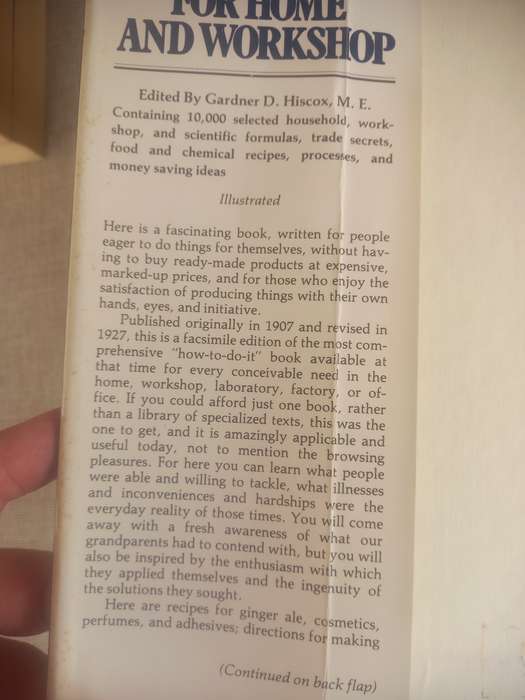 FOR HOME
AND WORKSHOP
Edited By Gardner D. Hiscox, M. E.
Containing 10,000 selected household, work-
shop, and scientific formulas, trade secrets,
food and chemical recipes, processes, and
money saving ideas
Illustrated
Here is a fascinating book, written for people
eager to do things for themselves, without hav-
ing to buy ready-made products at expensive,
marked-up prices, and for those who enjoy the
satisfaction of producing things with their own
hands, eyes, and initiative.
Published originally in 1907 and revised in
1927, this is a facsimile edition of the most com-
prehensive "how-to-do-it" book available at
that time for every conceivable need in the
home, workshop, laboratory, factory, or of-
fice. If you could afford just one book, rather
than a library of specialized texts, this was the
one to get, and it is amazingly applicable and
useful today, not to mention the browsing
pleasures. For here you can learn what people
were able and willing to tackle, what illnesses
and inconveniences and hardships were the
everyday reality of those times. You will come
away with a fresh awareness of what our
grandparents had to contend with, but you will
also be inspired by the enthusiasm with which
they applied themselves and the ingenuity of
the solutions they sought.
Here are recipes for ginger ale, cosmetics,
perfumes, and adhesives; directions for making
(Continued on back flap)